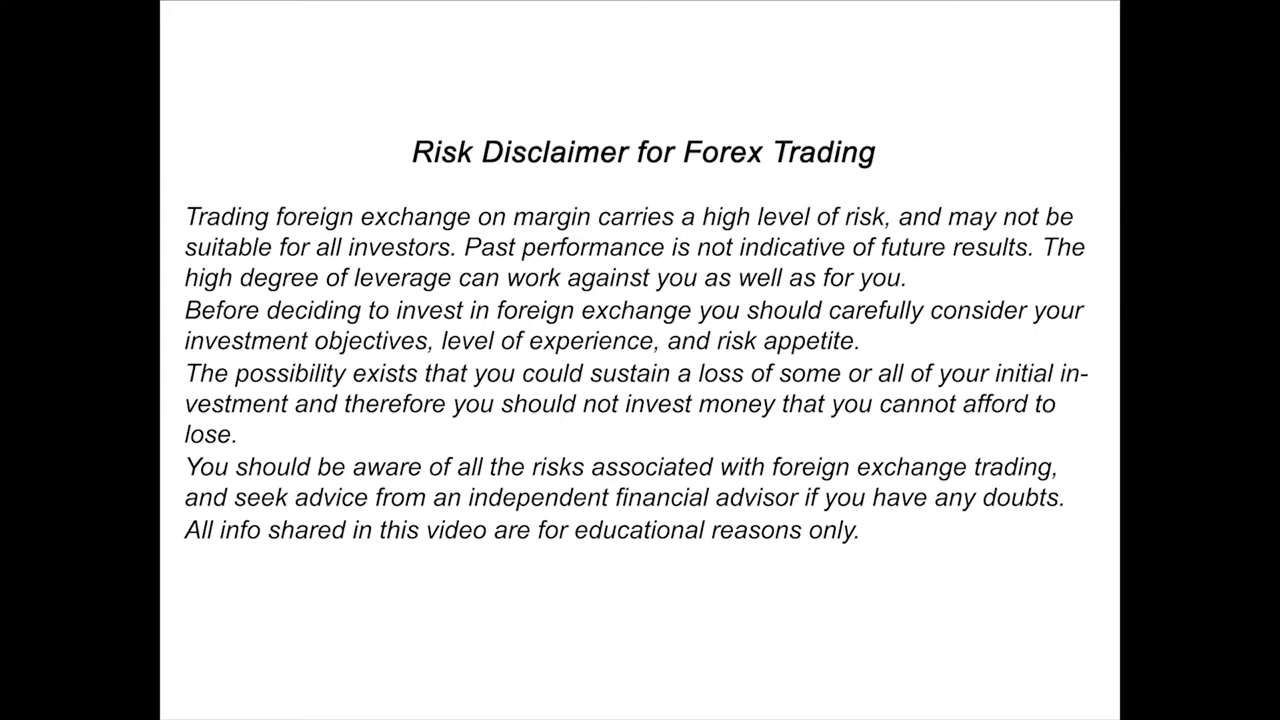 Risk Disclaimer for Forex Trading
Trading foreign exchange on margin carries a high level of risk, and may not be
suitable for all investors. Past performance is not indicative of future results. The
high degree of leverage can work against you as well as for you.
Before deciding to invest in foreign exchange you should carefully consider your
investment objectives, level of experience, and risk appetite.
The possibility exists that you could sustain a loss of some or all of your initial in-
vestment and therefore you should not invest money that you cannot afford to
lose.
You should be aware of all the risks associated with foreign exchange trading,
and seek advice from an independent financial advisor if you have any doubts.
All info shared in this video are for educational reasons only.